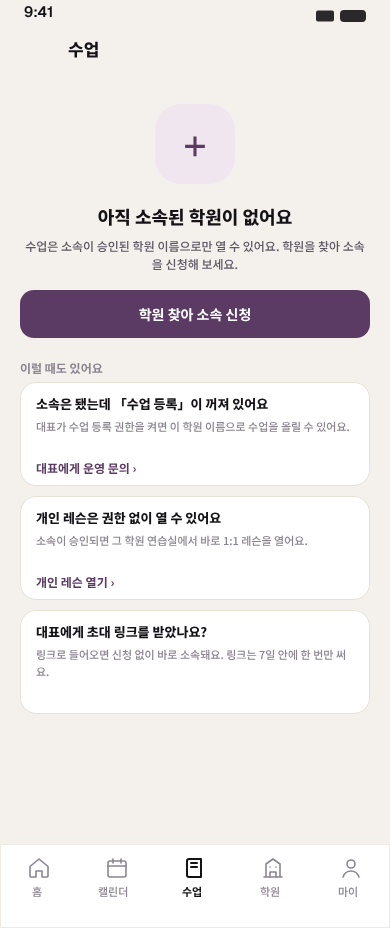 9:41
수업
+
아직 소속된 학원이 없어요
수업은 소속이 승인된 학원 이름으로만 열 수 있어요. 학원을 찾아 소속
을 신청해 보세요.
학원 찾아 소속 신청
이럴 때도 있어요
소속은 됐는데 「수업 등록」이 꺼져 있어요
대표가 수업 등록 권한을 켜면 이 학원 이름으로 수업을 올릴 수 있어요.
대표에게 운영 문의 ›
개인 레슨은 권한 없이 열 수 있어요
소속이 승인되면 그 학원 연습실에서 바로 1:1 레슨을 열어요.
개인 레슨 열기 ›
대표에게 초대 링크를 받았나요?
링크로 들어오면 신청 없이 바로 소속돼요. 링크는 7일 안에 한 번만 써
요.
홈
캘린더
수업
학원
마이